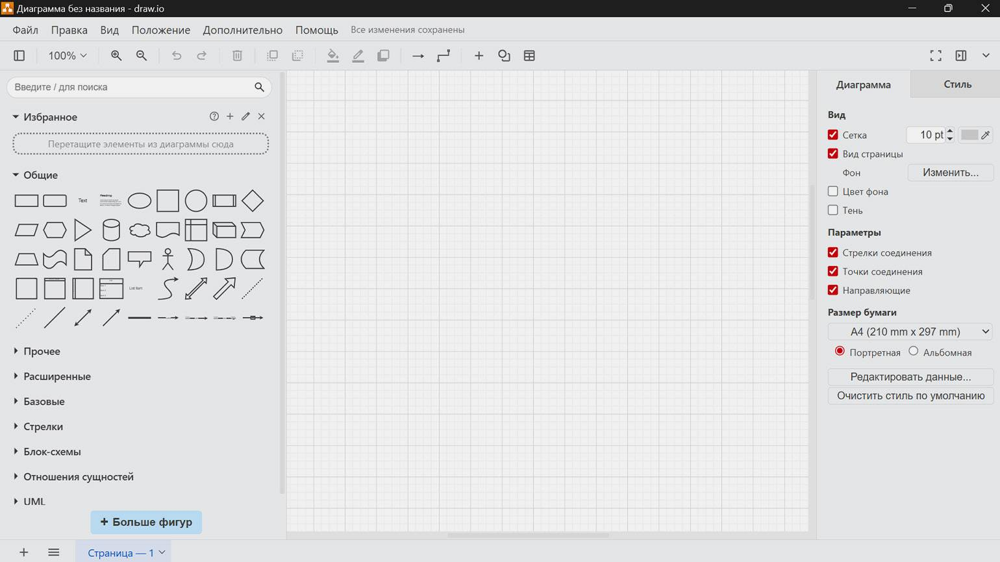 Диаграмма без названия - draw.io
Файл Правка Вид Положение Дополнительно Помощь Все изменения сохранены
100%
Введите / для поиска
Избранное
Перетащите элементы из диаграммы сюда
Общие
Text
Heading
List Item
Прочее
Расширенные
Базовые
Стрелки
Блок-схемы
Отношения сущностей
UML
+ Больше фигур
Страница — 1
Диаграмма Стиль
Вид
Сетка 10 pt
Вид страницы
Фон Изменить...
Цвет фона
Тень
Параметры
Стрелки соединения
Точки соединения
Направляющие
Размер бумаги
A4 (210 mm x 297 mm)
Портретная Альбомная
Редактировать данные...
Очистить стиль по умолчанию